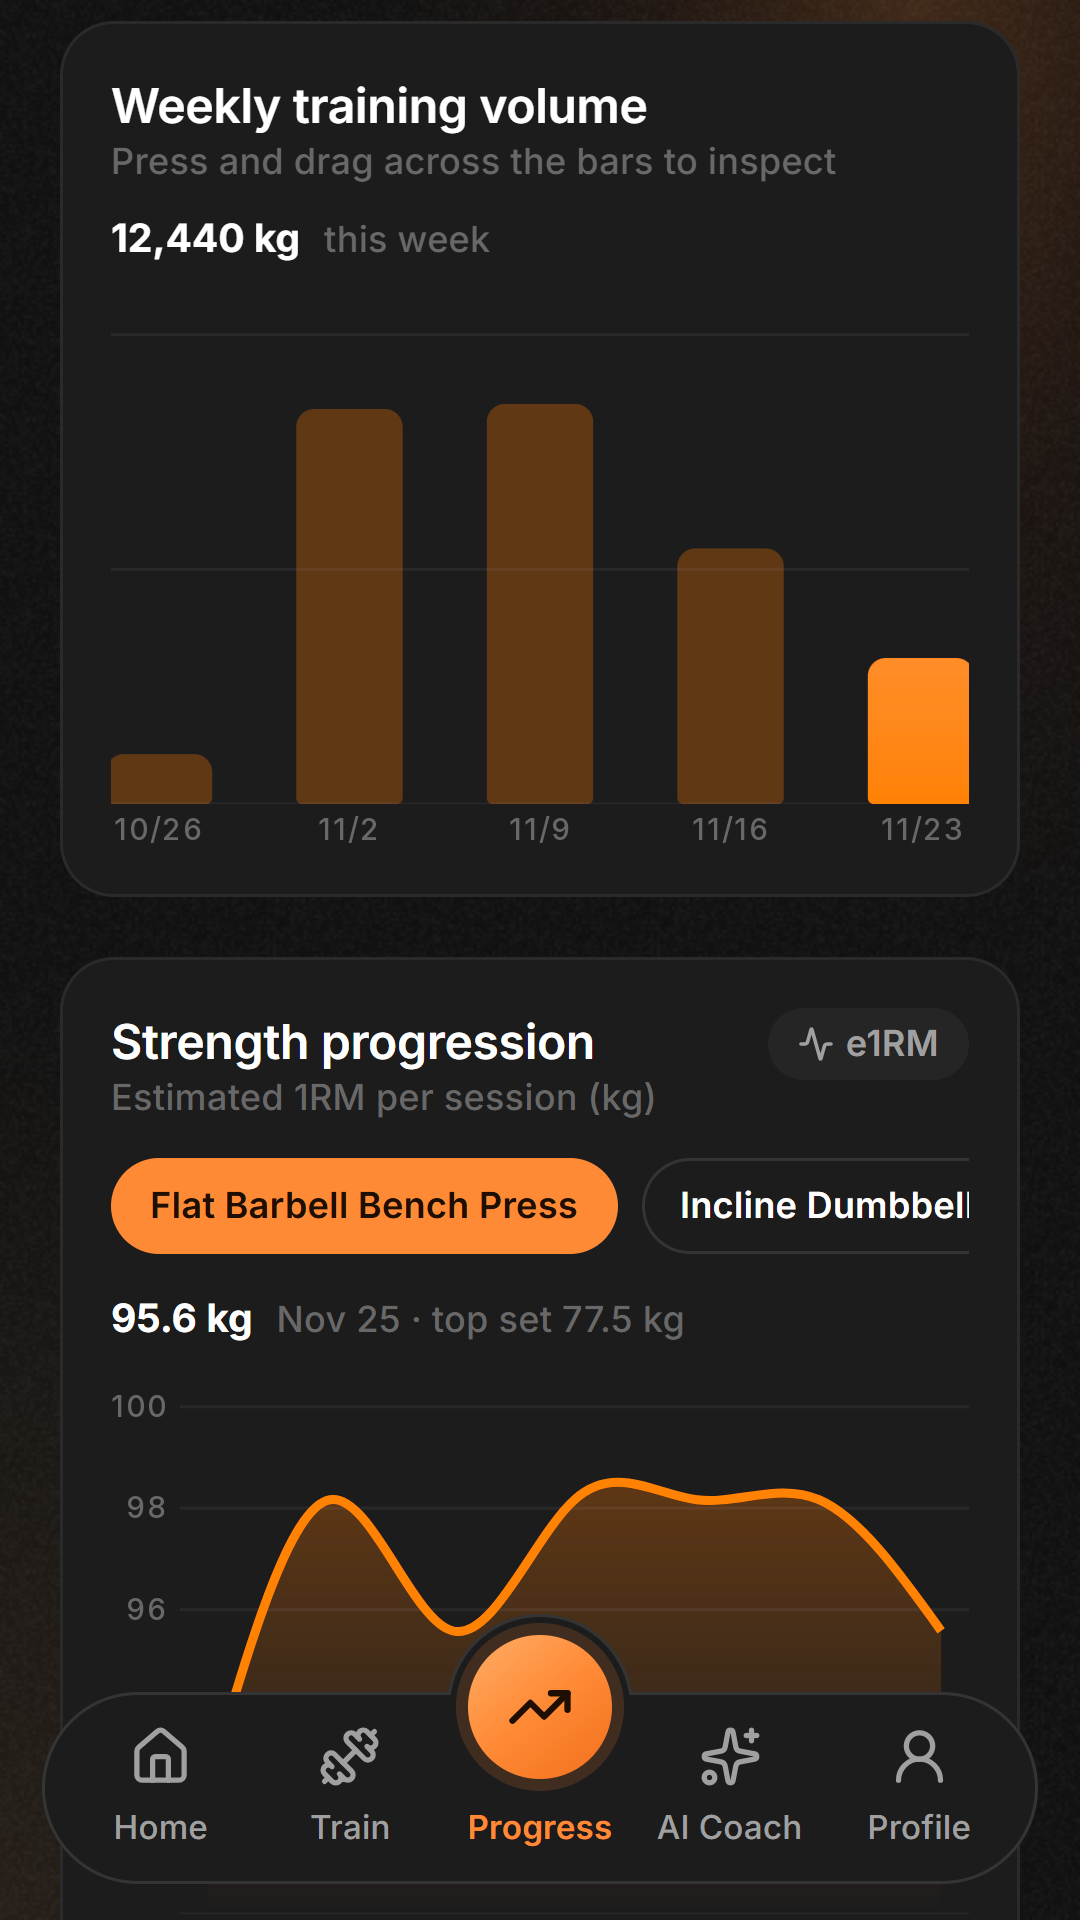 Weekly training volume
Press and drag across the bars to inspect
12,440 kg this week
10/26 11/2 11/9 11/16 11/23
Strength progression
e1RM
Estimated 1RM per session (kg)
Flat Barbell Bench Press
Incline Dumbbell
95.6 kg Nov 25 · top set 77.5 kg
100
98
96
Home Train Progress AI Coach Profile